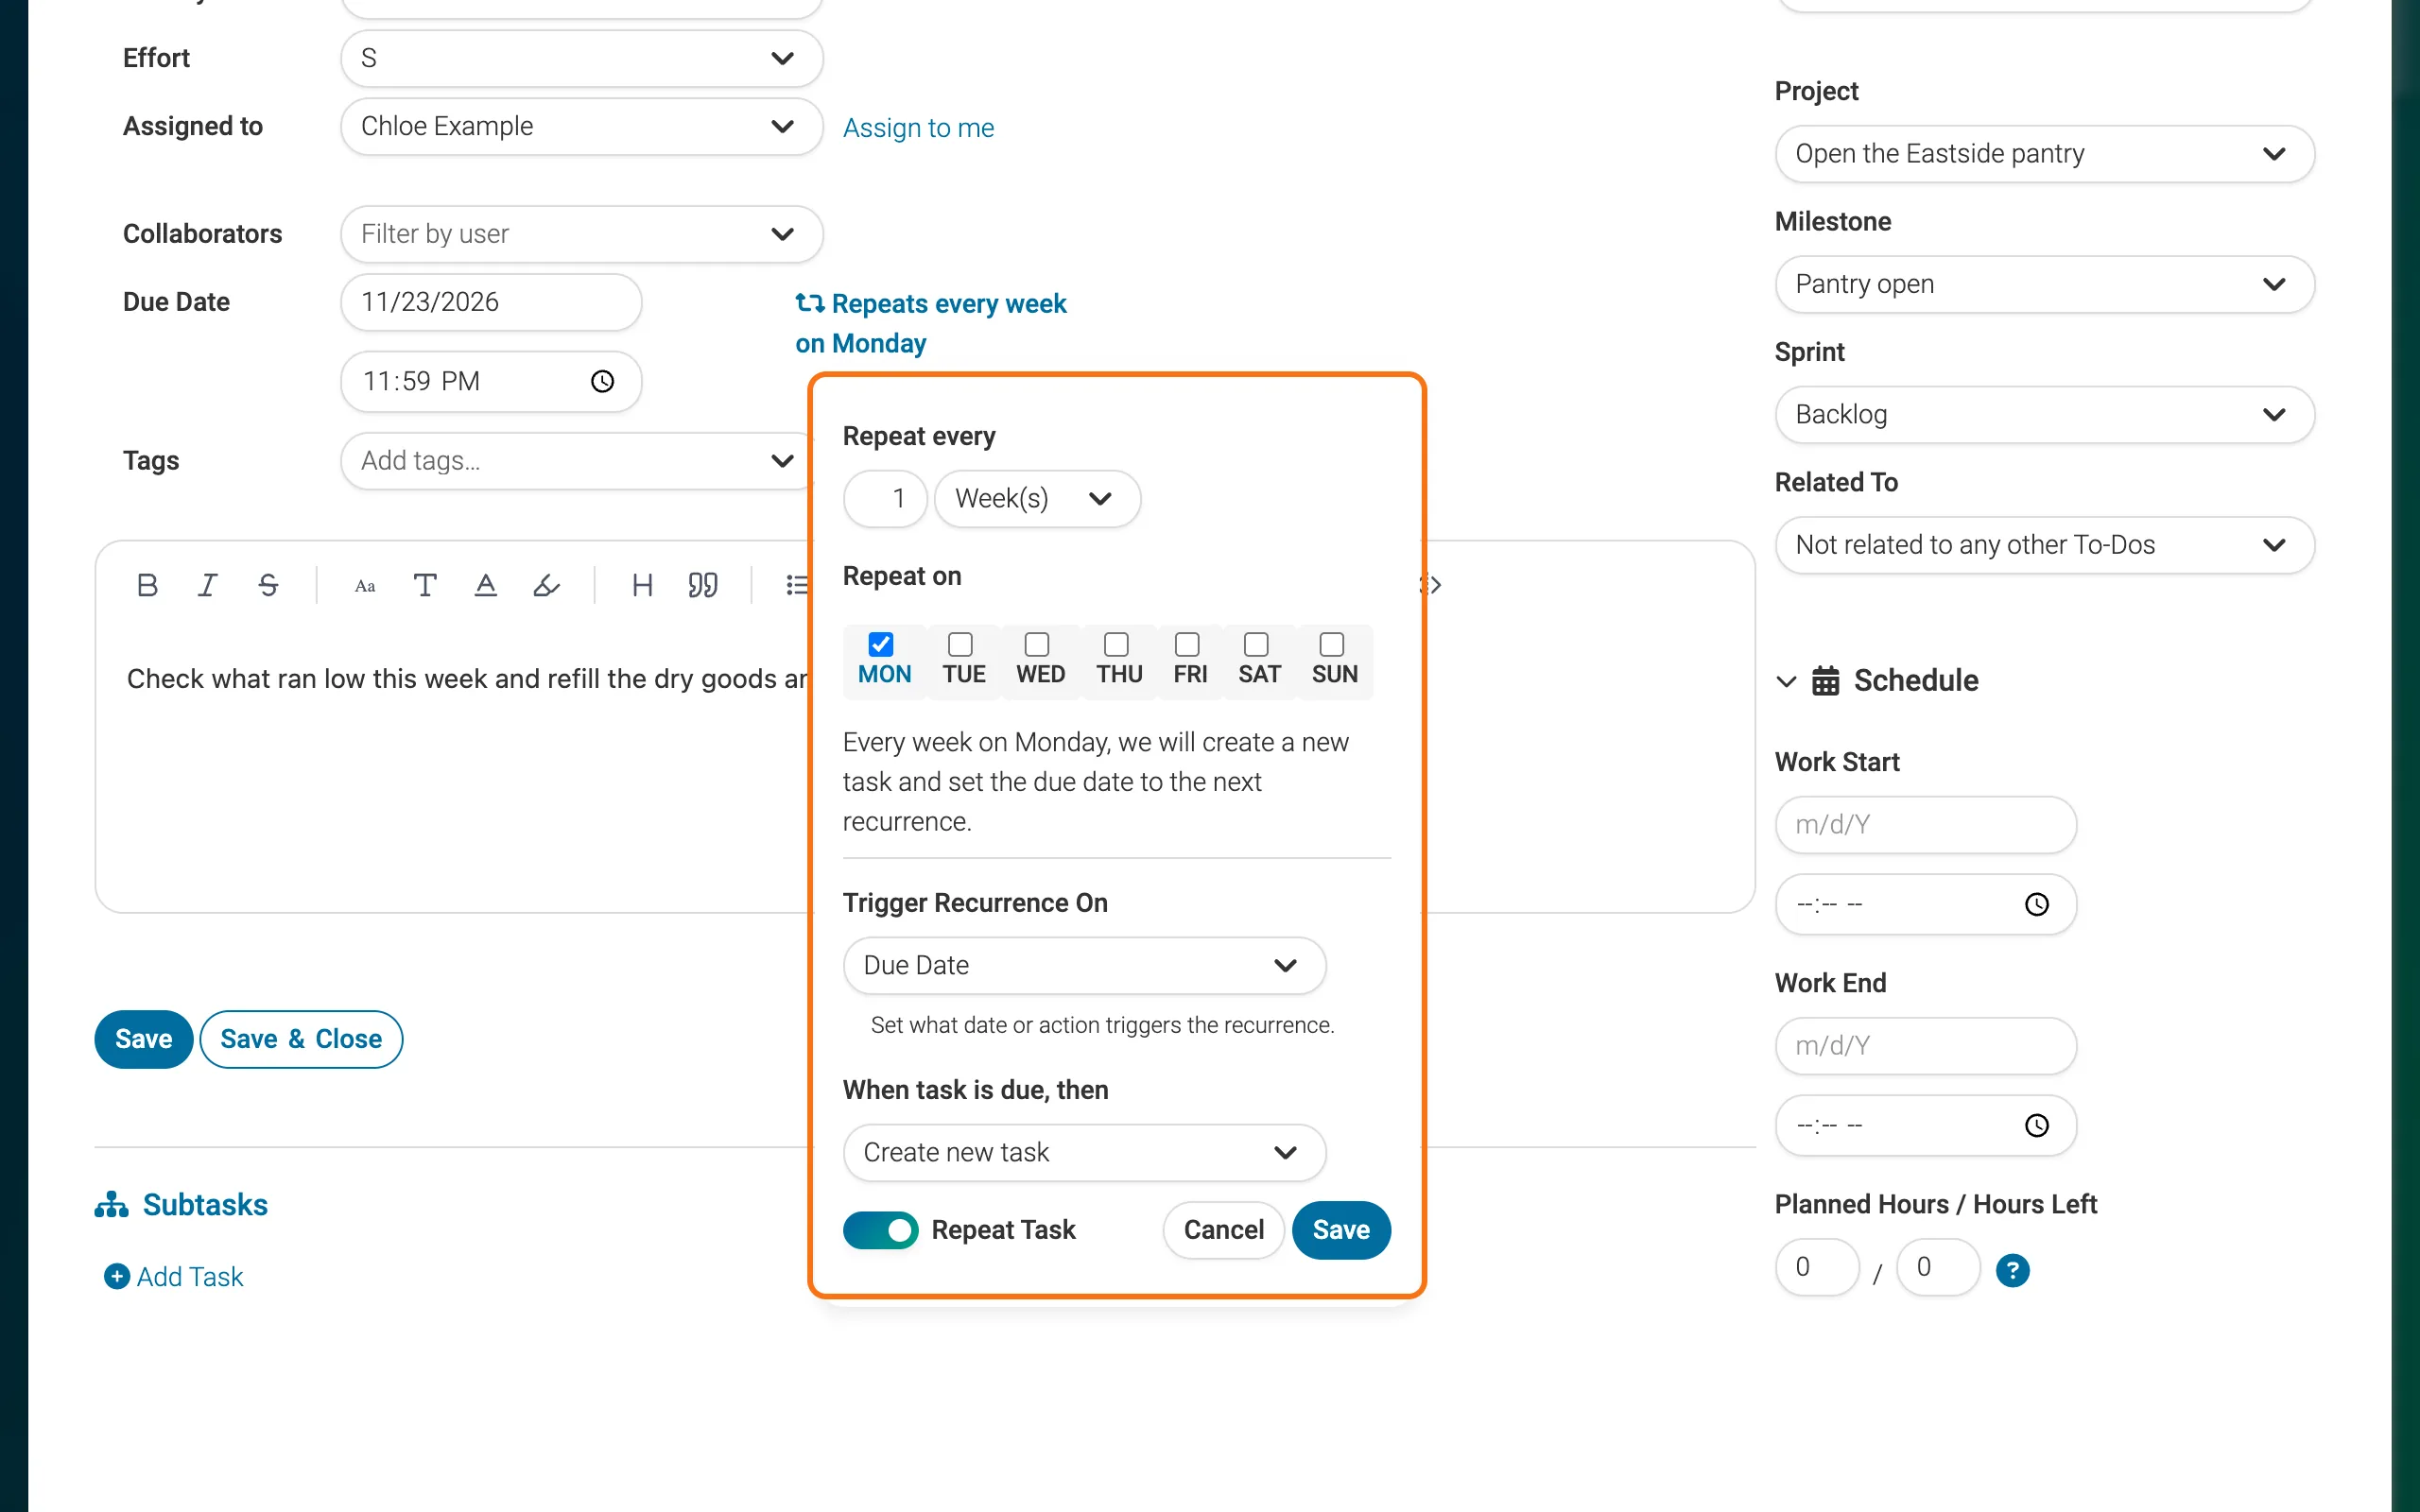 Effort
S
Assigned to
Chloe Example
Assign to me
Collaborators
Filter by user
Due Date
11/23/2026
Repeats every week
on Monday
11:59 PM
Tags
Add tags...
B I S Aa T A H
Check what ran low this week and refill the dry goods ar
Save
Save & Close
Subtasks
Add Task
Repeat every
1
Week(s)
Repeat on
MON TUE WED THU FRI SAT SUN
Every week on Monday, we will create a new
task and set the due date to the next
recurrence.
Trigger Recurrence On
Due Date
Set what date or action triggers the recurrence.
When task is due, then
Create new task
Repeat Task
Cancel
Save
Project
Open the Eastside pantry
Milestone
Pantry open
Sprint
Backlog
Related To
Not related to any other To-Dos
Schedule
Work Start
m/d/Y
--:-- --
Work End
m/d/Y
--:-- --
Planned Hours / Hours Left
0 / 0 ?